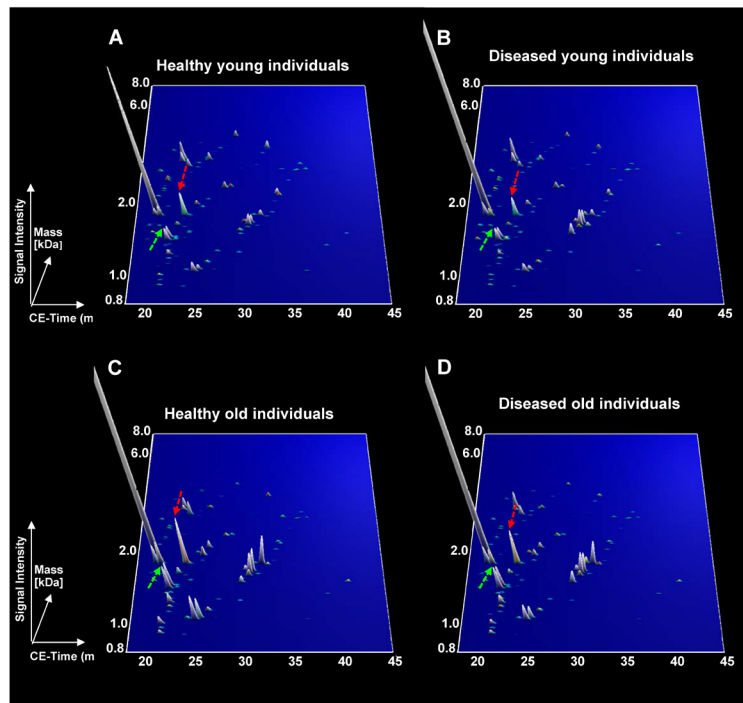 A
Healthy young individuals
8.0
6.0
2.0
1.0
0.8
20 25 30 35 40 45
Signal Intensity
Mass
[kDa]
CE-Time (m
B
Diseased young individuals
8.0
6.0
2.0
1.0
0.8
20 25 30 35 40 45
C
Healthy old individuals
8.0
6.0
2.0
1.0
0.8
20 25 30 35 40 45
Signal Intensity
Mass
[kDa]
CE-Time (m
D
Diseased old individuals
8.0
6.0
2.0
1.0
0.8
20 25 30 35 40 45